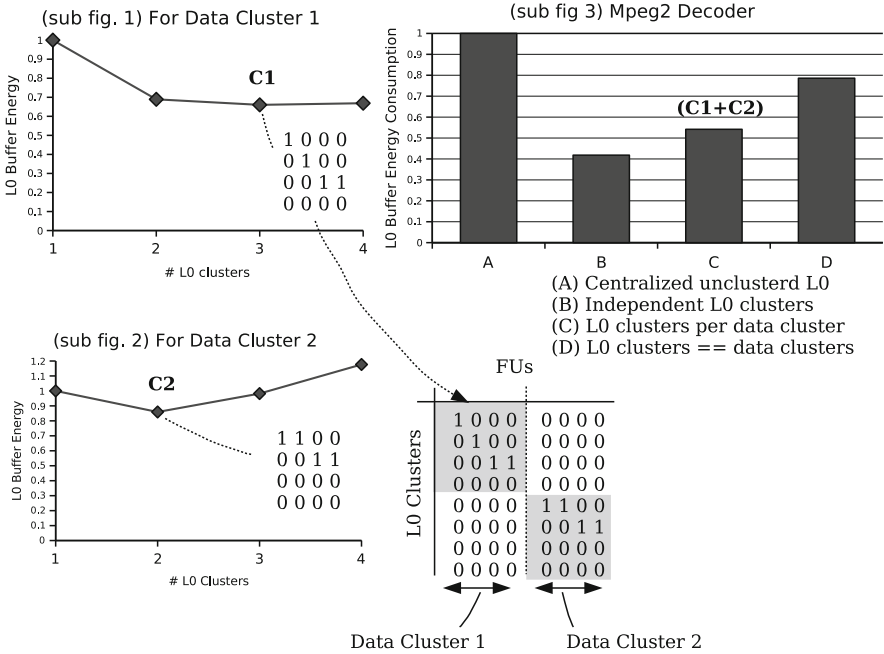 (sub fig. 1) For Data Cluster 1
L0 Buffer Energy
1
0.9
0.8
0.7
0.6
0.5
0.4
0.3
0.2
0.1
0
C1
1 0 0 0
0 1 0 0
0 0 1 1
0 0 0 0
1 2 3 4
# L0 clusters
(sub fig 3) Mpeg2 Decoder
L0 Buffer Energy Consumption
1
0.9
0.8
0.7
0.6
0.5
0.4
0.3
0.2
0.1
0
(C1+C2)
A B C D
(A) Centralized unclusterd L0
(B) Independent L0 clusters
(C) L0 clusters per data cluster
(D) L0 clusters == data clusters
(sub fig. 2) For Data Cluster 2
L0 Buffer Energy
1.2
1.1
1
0.9
0.8
0.7
0.6
0.5
0.4
0.3
0.2
0.1
0
C2
1 1 0 0
0 0 1 1
0 0 0 0
0 0 0 0
1 2 3 4
# L0 Clusters
FUs
L0 Clusters
1 0 0 0 0 0 0 0
0 1 0 0 0 0 0 0
0 0 1 1 0 0 0 0
0 0 0 0 0 0 0 0
0 0 0 0 1 1 0 0
0 0 0 0 0 0 1 1
0 0 0 0 0 0 0 0
0 0 0 0 0 0 0 0
Data Cluster 1 Data Cluster 2